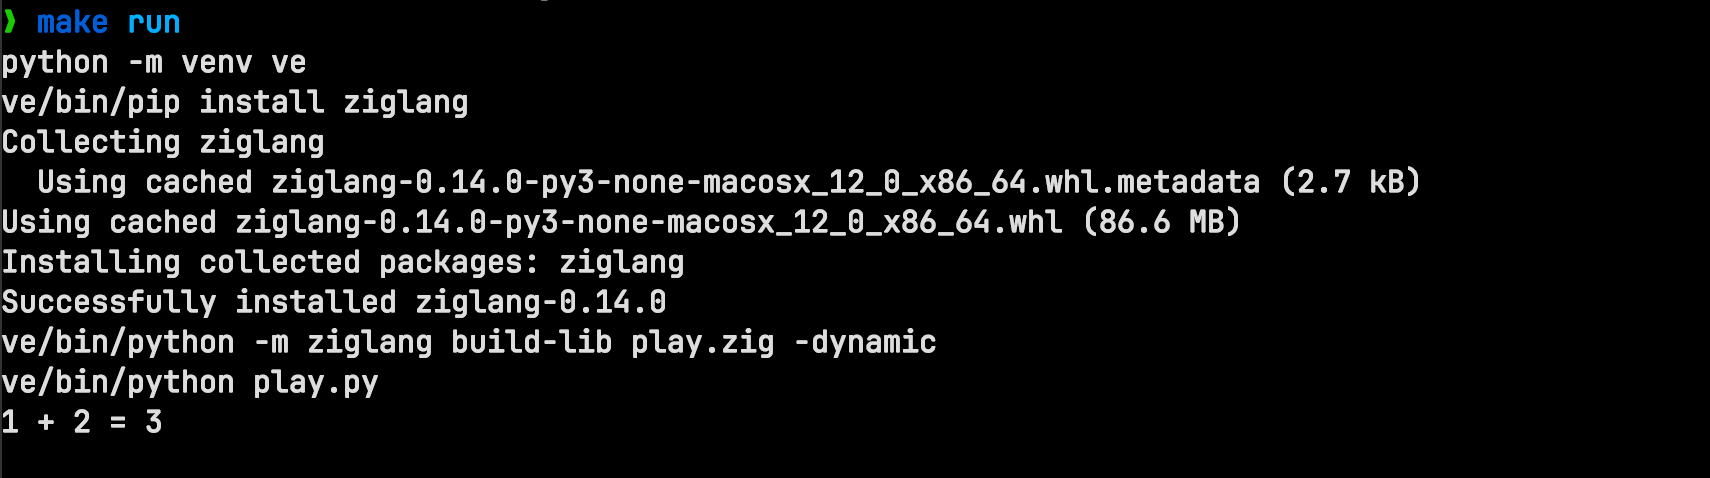 ❯ make run
python -m venv ve
ve/bin/pip install ziglang
Collecting ziglang
  Using cached ziglang-0.14.0-py3-none-macosx_12_0_x86_64.whl.metadata (2.7 kB)
Using cached ziglang-0.14.0-py3-none-macosx_12_0_x86_64.whl (86.6 MB)
Installing collected packages: ziglang
Successfully installed ziglang-0.14.0
ve/bin/python -m ziglang build-lib play.zig -dynamic
ve/bin/python play.py
1 + 2 = 3